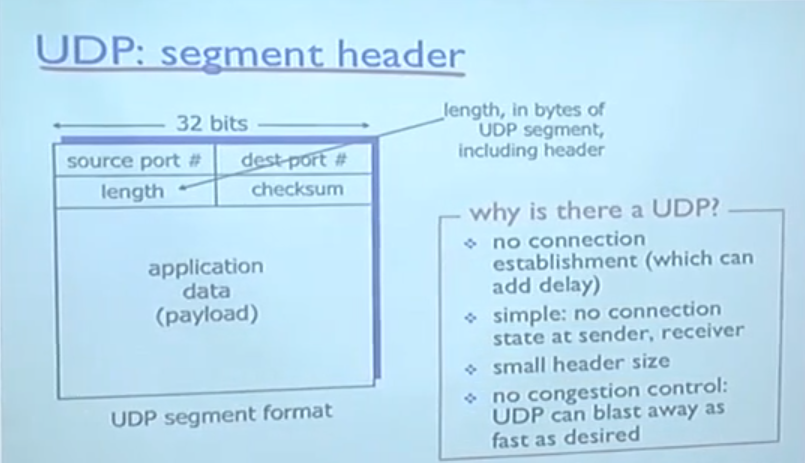 UDP: segment header
32 bits
length, in bytes of
UDP segment,
including header
source port # dest port #
length checksum
application
data
(payload)
UDP segment format
why is there a UDP?
❖ no connection
establishment (which can
add delay)
❖ simple: no connection
state at sender, receiver
❖ small header size
❖ no congestion control:
UDP can blast away as
fast as desired